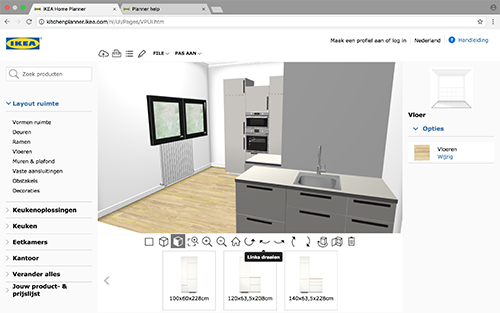 IKEA Home Planner
Planner help
kitchenplanner.ikea.com/nl/UI/Pages/VPUI.htm
IKEA
Maak een profiel aan of log in
Nederland
Handleiding
FILE
PAS AAN
Zoek producten
Layout ruimte
Vormen ruimte
Deuren
Ramen
Vloeren
Muren & plafond
Vaste aansluitingen
Obstakels
Decoraties
Keukenoplossingen
Keuken
Eetkamers
Kantoor
Verander alles
Jouw product- &
prijslijst
Vloer
Opties
Vloeren
Wijzig
Links draaien
100x60x228cm
120x63,5x208cm
140x63,5x228cm